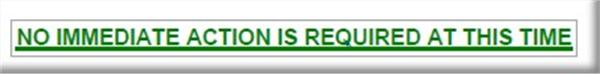 NO IMMEDIATE ACTION IS REQUIRED AT THIS TIME